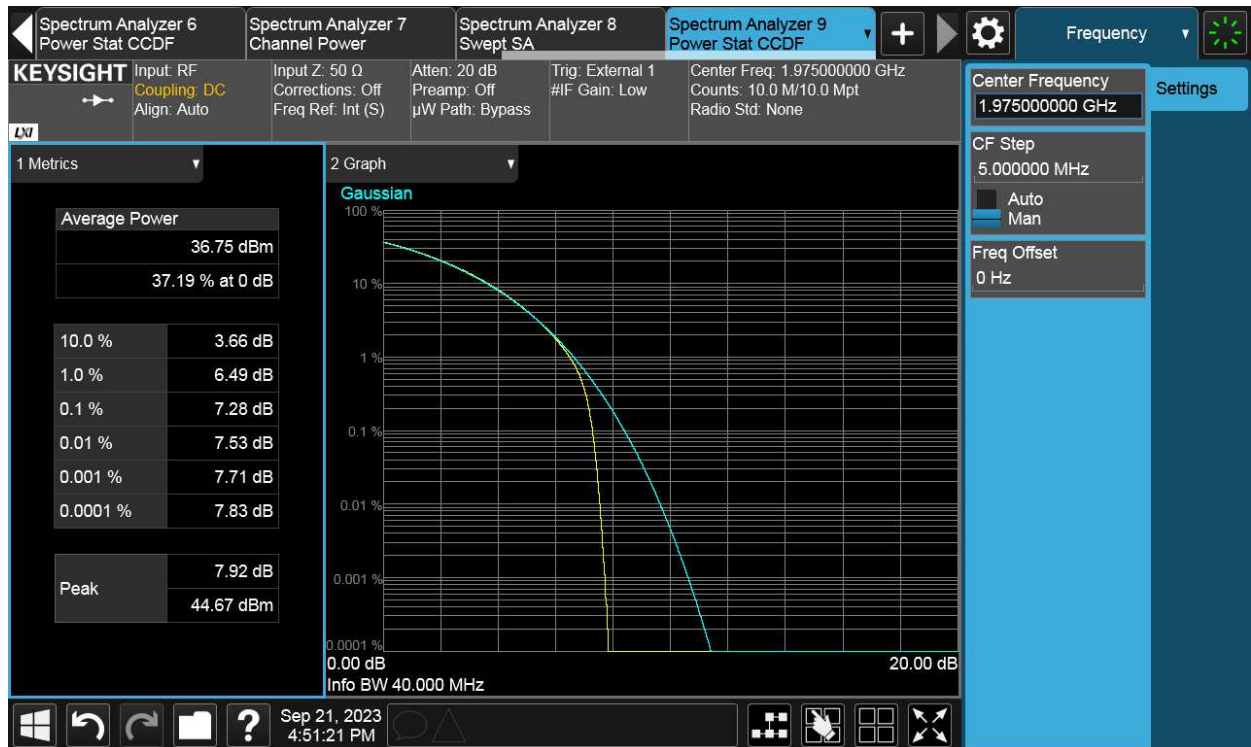 Spectrum Analyzer 6
Power Stat CCDF
Spectrum Analyzer 7
Channel Power
Spectrum Analyzer 8
Swept SA
Spectrum Analyzer 9
Power Stat CCDF
+
Frequency
KEYSIGHT
LXI
Input: RF
Coupling: DC
Align: Auto
Input Z: 50 Ω
Corrections: Off
Freq Ref: Int (S)
Atten: 20 dB
Preamp: Off
µW Path: Bypass
Trig: External 1
#IF Gain: Low
Center Freq: 1.975000000 GHz
Counts: 10.0 M/10.0 Mpt
Radio Std: None
Center Frequency
1.975000000 GHz
Settings
CF Step
5.000000 MHz
Auto
Man
Freq Offset
0 Hz
1 Metrics
Average Power
36.75 dBm
37.19 % at 0 dB
10.0 % 3.66 dB
1.0 % 6.49 dB
0.1 % 7.28 dB
0.01 % 7.53 dB
0.001 % 7.71 dB
0.0001 % 7.83 dB
Peak
7.92 dB
44.67 dBm
2 Graph
Gaussian
100 %
10 %
1 %
0.1 %
0.01 %
0.001 %
0.0001 %
0.00 dB
20.00 dB
Info BW 40.000 MHz
?
Sep 21, 2023
4:51:21 PM